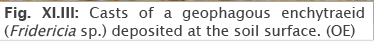 Fig. XI.III: Casts of a geophagous enchytraeid
(Fridericia sp.) deposited at the soil surface. (OE)